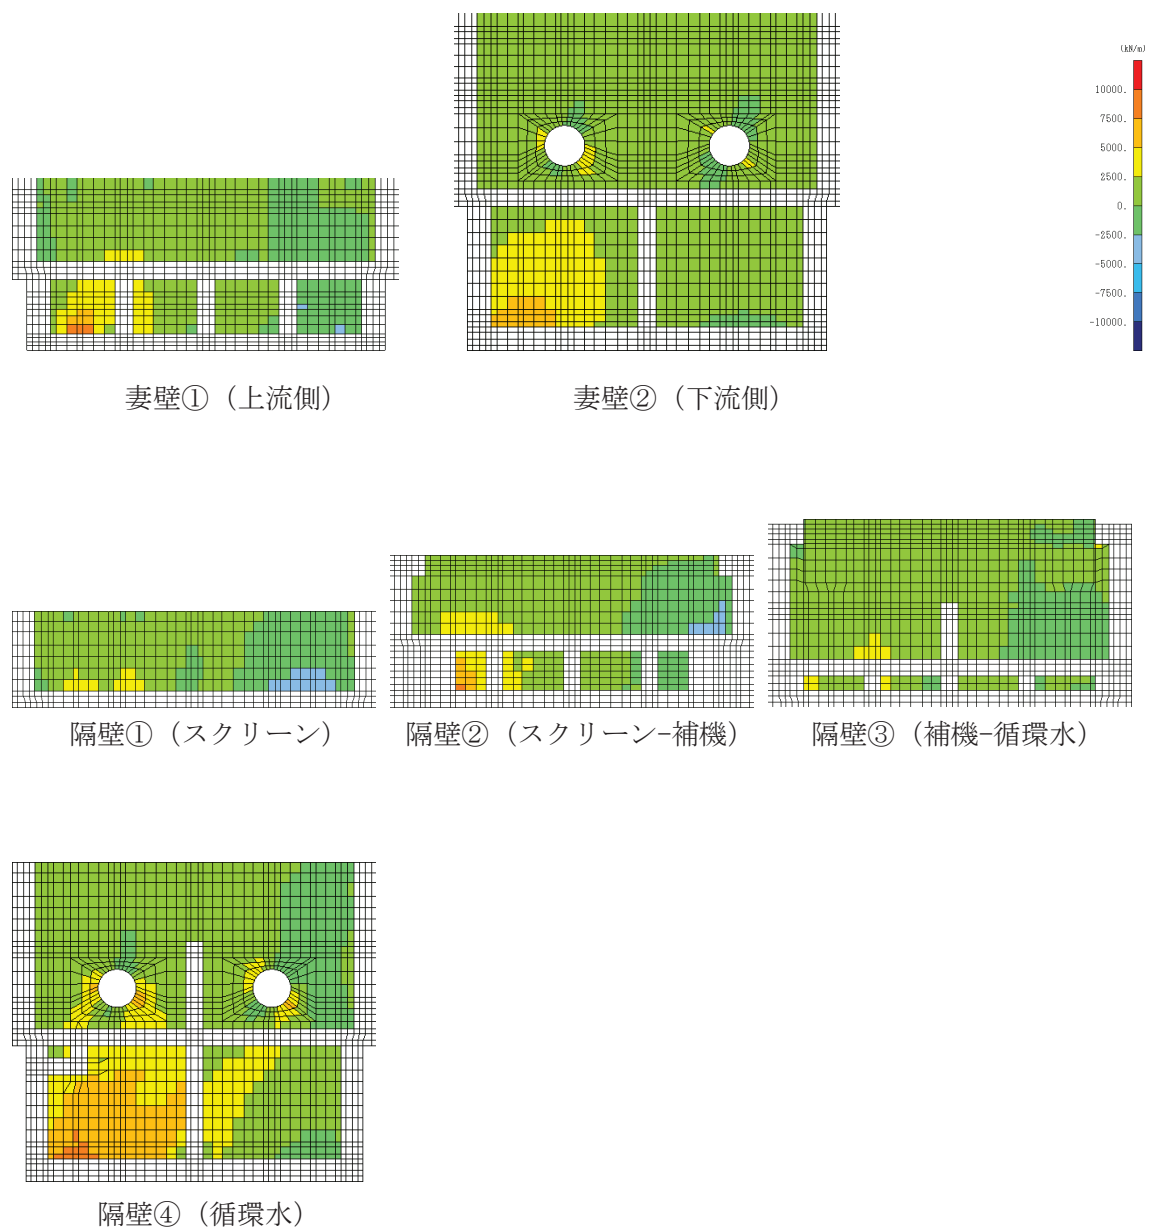 (kN/m)
10000.
7500.
5000.
2500.
0.
-2500.
-5000.
-7500.
-10000.
妻壁①（上流側）
妻壁②（下流側）
隔壁①（スクリーン）
隔壁②（スクリーン-補機）
隔壁③（補機-循環水）
隔壁④（循環水）